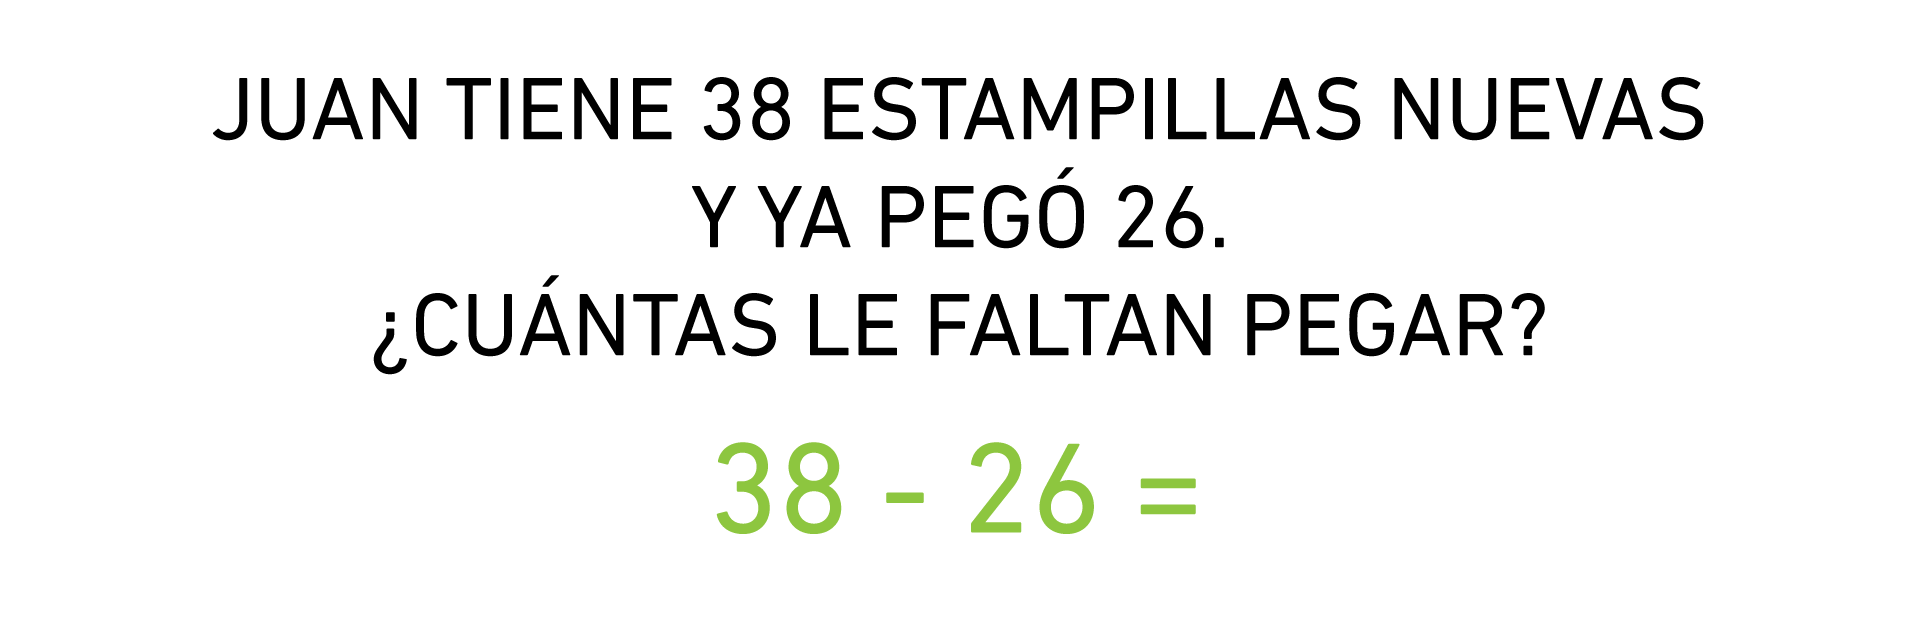 JUAN TIENE 38 ESTAMPILLAS NUEVAS
Y YA PEGÓ 26.
¿CUÁNTAS LE FALTAN PEGAR?
38 - 26 =